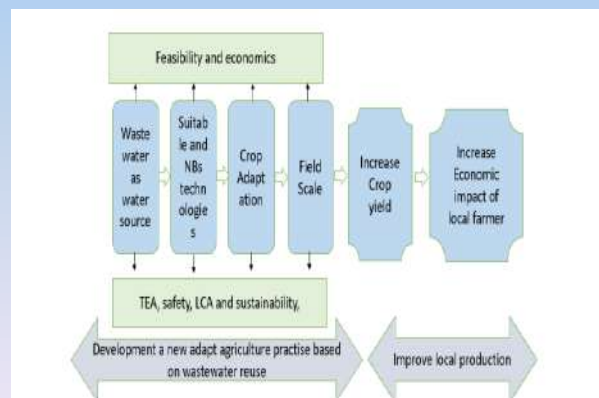 Feasibility and economics
Waste
water
as
water
source
Suitab
le and
NBs
techn
ologie
s
Crop
Adapt
ation
Field
Scale
Increase
Crop
yield
Increase
Economic
impact of
local farmer
TEA, safety, LCA and sustainability,
Development a new adapt agriculture practise based
on wastewater reuse
Improve local production